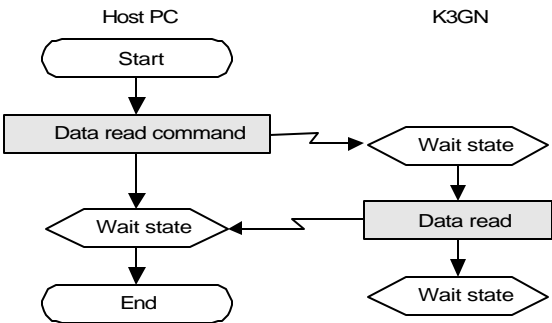 Host PC
K3GN
Start
Data read command
Wait state
Wait state
Data read
End
Wait state